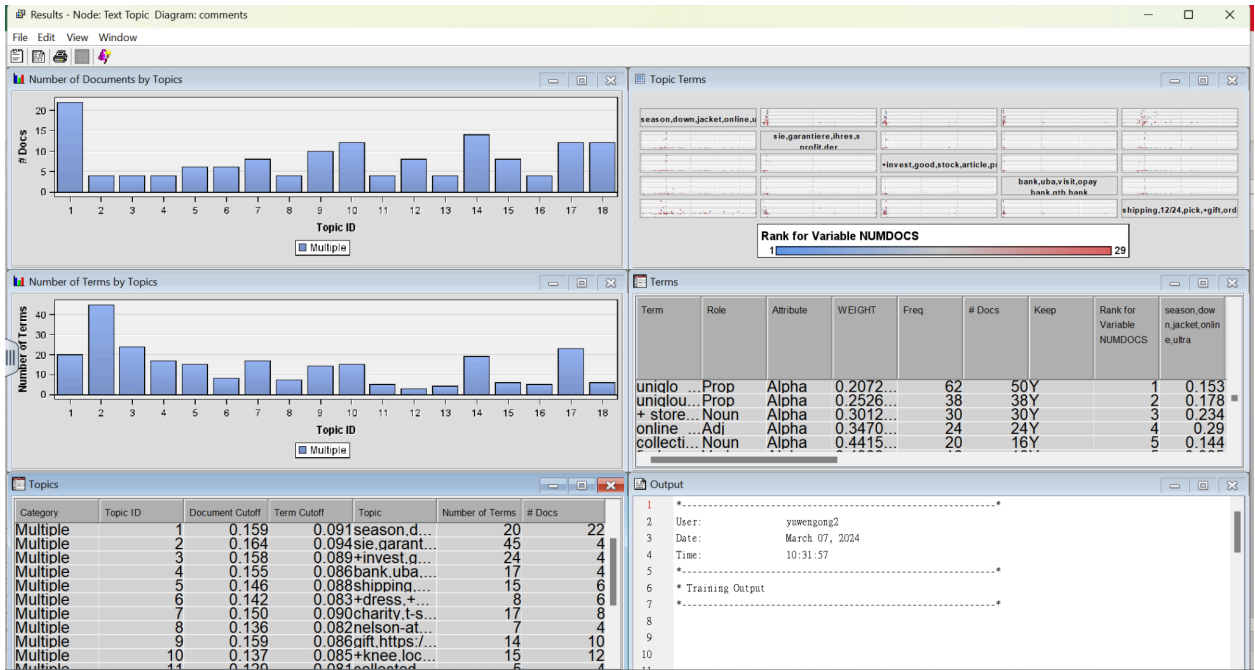 Results - Node: Text Topic Diagram: comments
File Edit View Window
Number of Documents by Topics
20
15
10
5
0
# Docs
1 2 3 4 5 6 7 8 9 10 11 12 13 14 15 16 17 18
Topic ID
Multiple
Topic Terms
season,down,jacket,online,u
sie,garantiere,ihres,s
profit,der
+invest,good,stock,article,p
bank,uba,visit,opay
bank,gtb bank
shipping,12/24,pick,+gift,ord
Rank for Variable NUMDOCS
1 29
Number of Terms by Topics
40
30
20
10
0
Number of Terms
1 2 3 4 5 6 7 8 9 10 11 12 13 14 15 16 17 18
Topic ID
Multiple
Terms
Term Role Attribute WEIGHT Freq # Docs Keep Rank for Variable NUMDOCS season,dow n,jacket,onlin e,ultra
uniqlo ... Prop Alpha 0.2072... 62 50 Y 1 0.153
uniqlou... Prop Alpha 0.2526... 38 38 Y 2 0.178
+ store... Noun Alpha 0.3012... 30 30 Y 3 0.234
online ... Adj Alpha 0.3470... 24 24 Y 4 0.29
collecti... Noun Alpha 0.4415... 20 16 Y 5 0.144
Topics
Category Topic ID Document Cutoff Term Cutoff Topic Number of Terms # Docs
Multiple 1 0.159 0.091 season,d... 20 22
Multiple 2 0.164 0.094 sie,garant... 45 4
Multiple 3 0.158 0.089 +invest,g... 24 4
Multiple 4 0.155 0.086 bank,uba,... 17 4
Multiple 5 0.146 0.088 shipping,... 15 6
Multiple 6 0.142 0.083 +dress,+... 8 6
Multiple 7 0.150 0.090 charity,t-s... 17 8
Multiple 8 0.136 0.082 nelson-at... 7 4
Multiple 9 0.159 0.086 gift,https:/... 14 10
Multiple 10 0.137 0.085 +knee,loc... 15 12
Output
1 *------------------------------------------------------------*
2 User: yuwengong2
3 Date: March 07, 2024
4 Time: 10:31:57
5 *------------------------------------------------------------*
6 * Training Output
7 *------------------------------------------------------------*
8
9
10